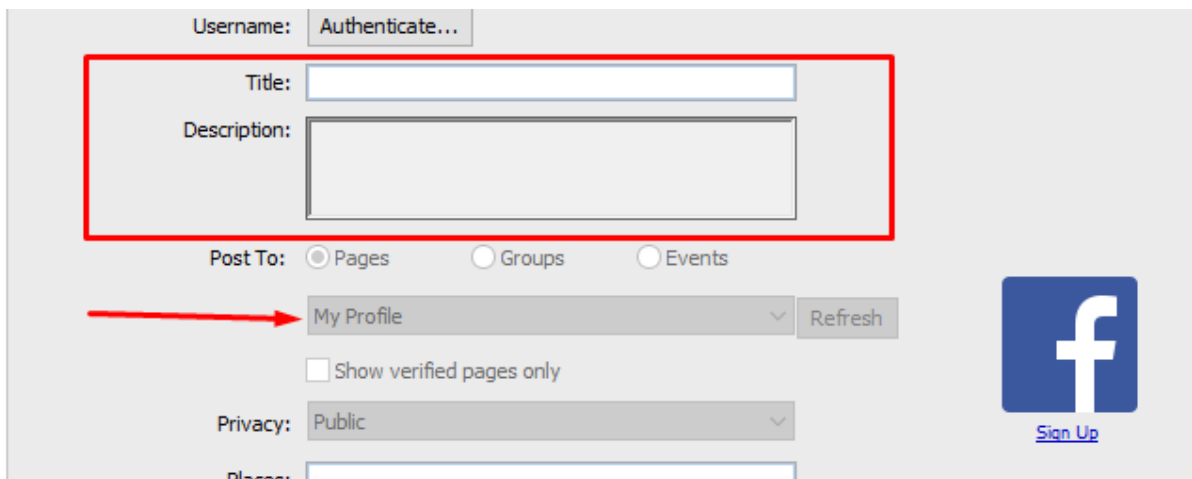 Username: Authenticate...
Title:
Description:
Post To: Pages Groups Events
My Profile Refresh
Show verified pages only
Privacy: Public
Sign Up
Places: